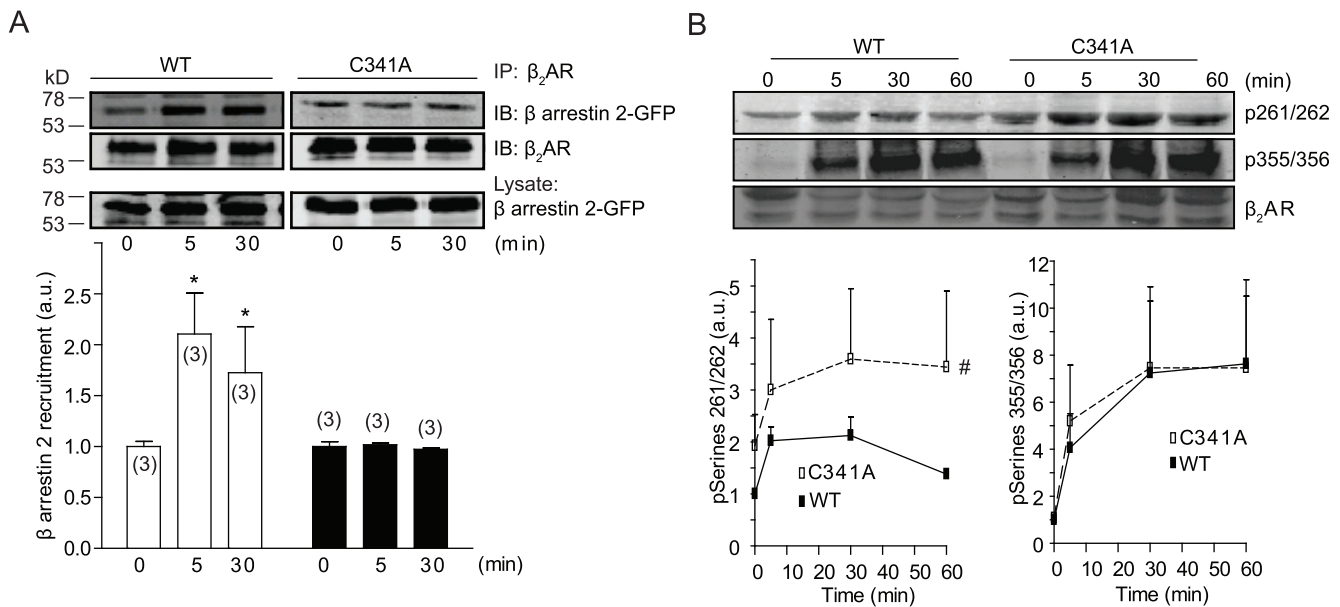 A
WT
C341A
IP: β₂AR
kD
78
53
IB: β arrestin 2-GFP
IB: β₂AR
53
Lysate:
β arrestin 2-GFP
78
53
0 5 30 0 5 30 (min)
β arrestin 2 recruitment (a.u.)
2.5
2.0
1.5
1.0
0.5
0.0
* *
(3) (3) (3) (3) (3) (3)
0 5 30 0 5 30 (min)
B
WT
C341A
0 5 30 60 0 5 30 60 (min)
p261/262
p355/356
β₂AR
pSerines 261/262 (a.u.)
5
4
3
2
1
0
#
C341A
WT
0 10 20 30 40 50 60
Time (min)
pSerines 355/356 (a.u.)
12
10
8
6
4
2
0
C341A
WT
0 10 20 30 40 50 60
Time (min)